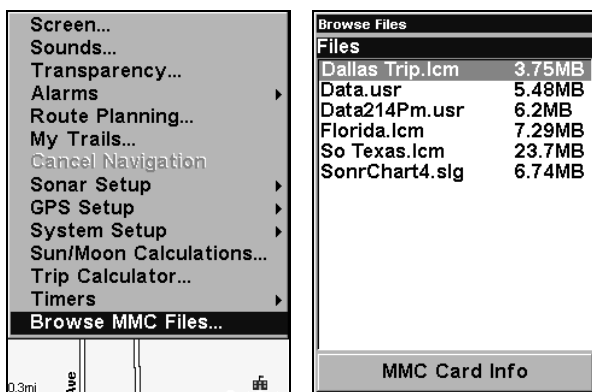 Screen...
Sounds...
Transparency...
Alarms
Route Planning...
My Trails...
Cancel Navigation
Sonar Setup
GPS Setup
System Setup
Sun/Moon Calculations...
Trip Calculator...
Timers
Browse MMC Files...
0.3mi
Ave
Browse Files
Files
Dallas Trip.lcm 3.75MB
Data.usr 5.48MB
Data214Pm.usr 6.2MB
Florida.lcm 7.29MB
So Texas.lcm 23.7MB
SonrChart4.slg 6.74MB
MMC Card Info